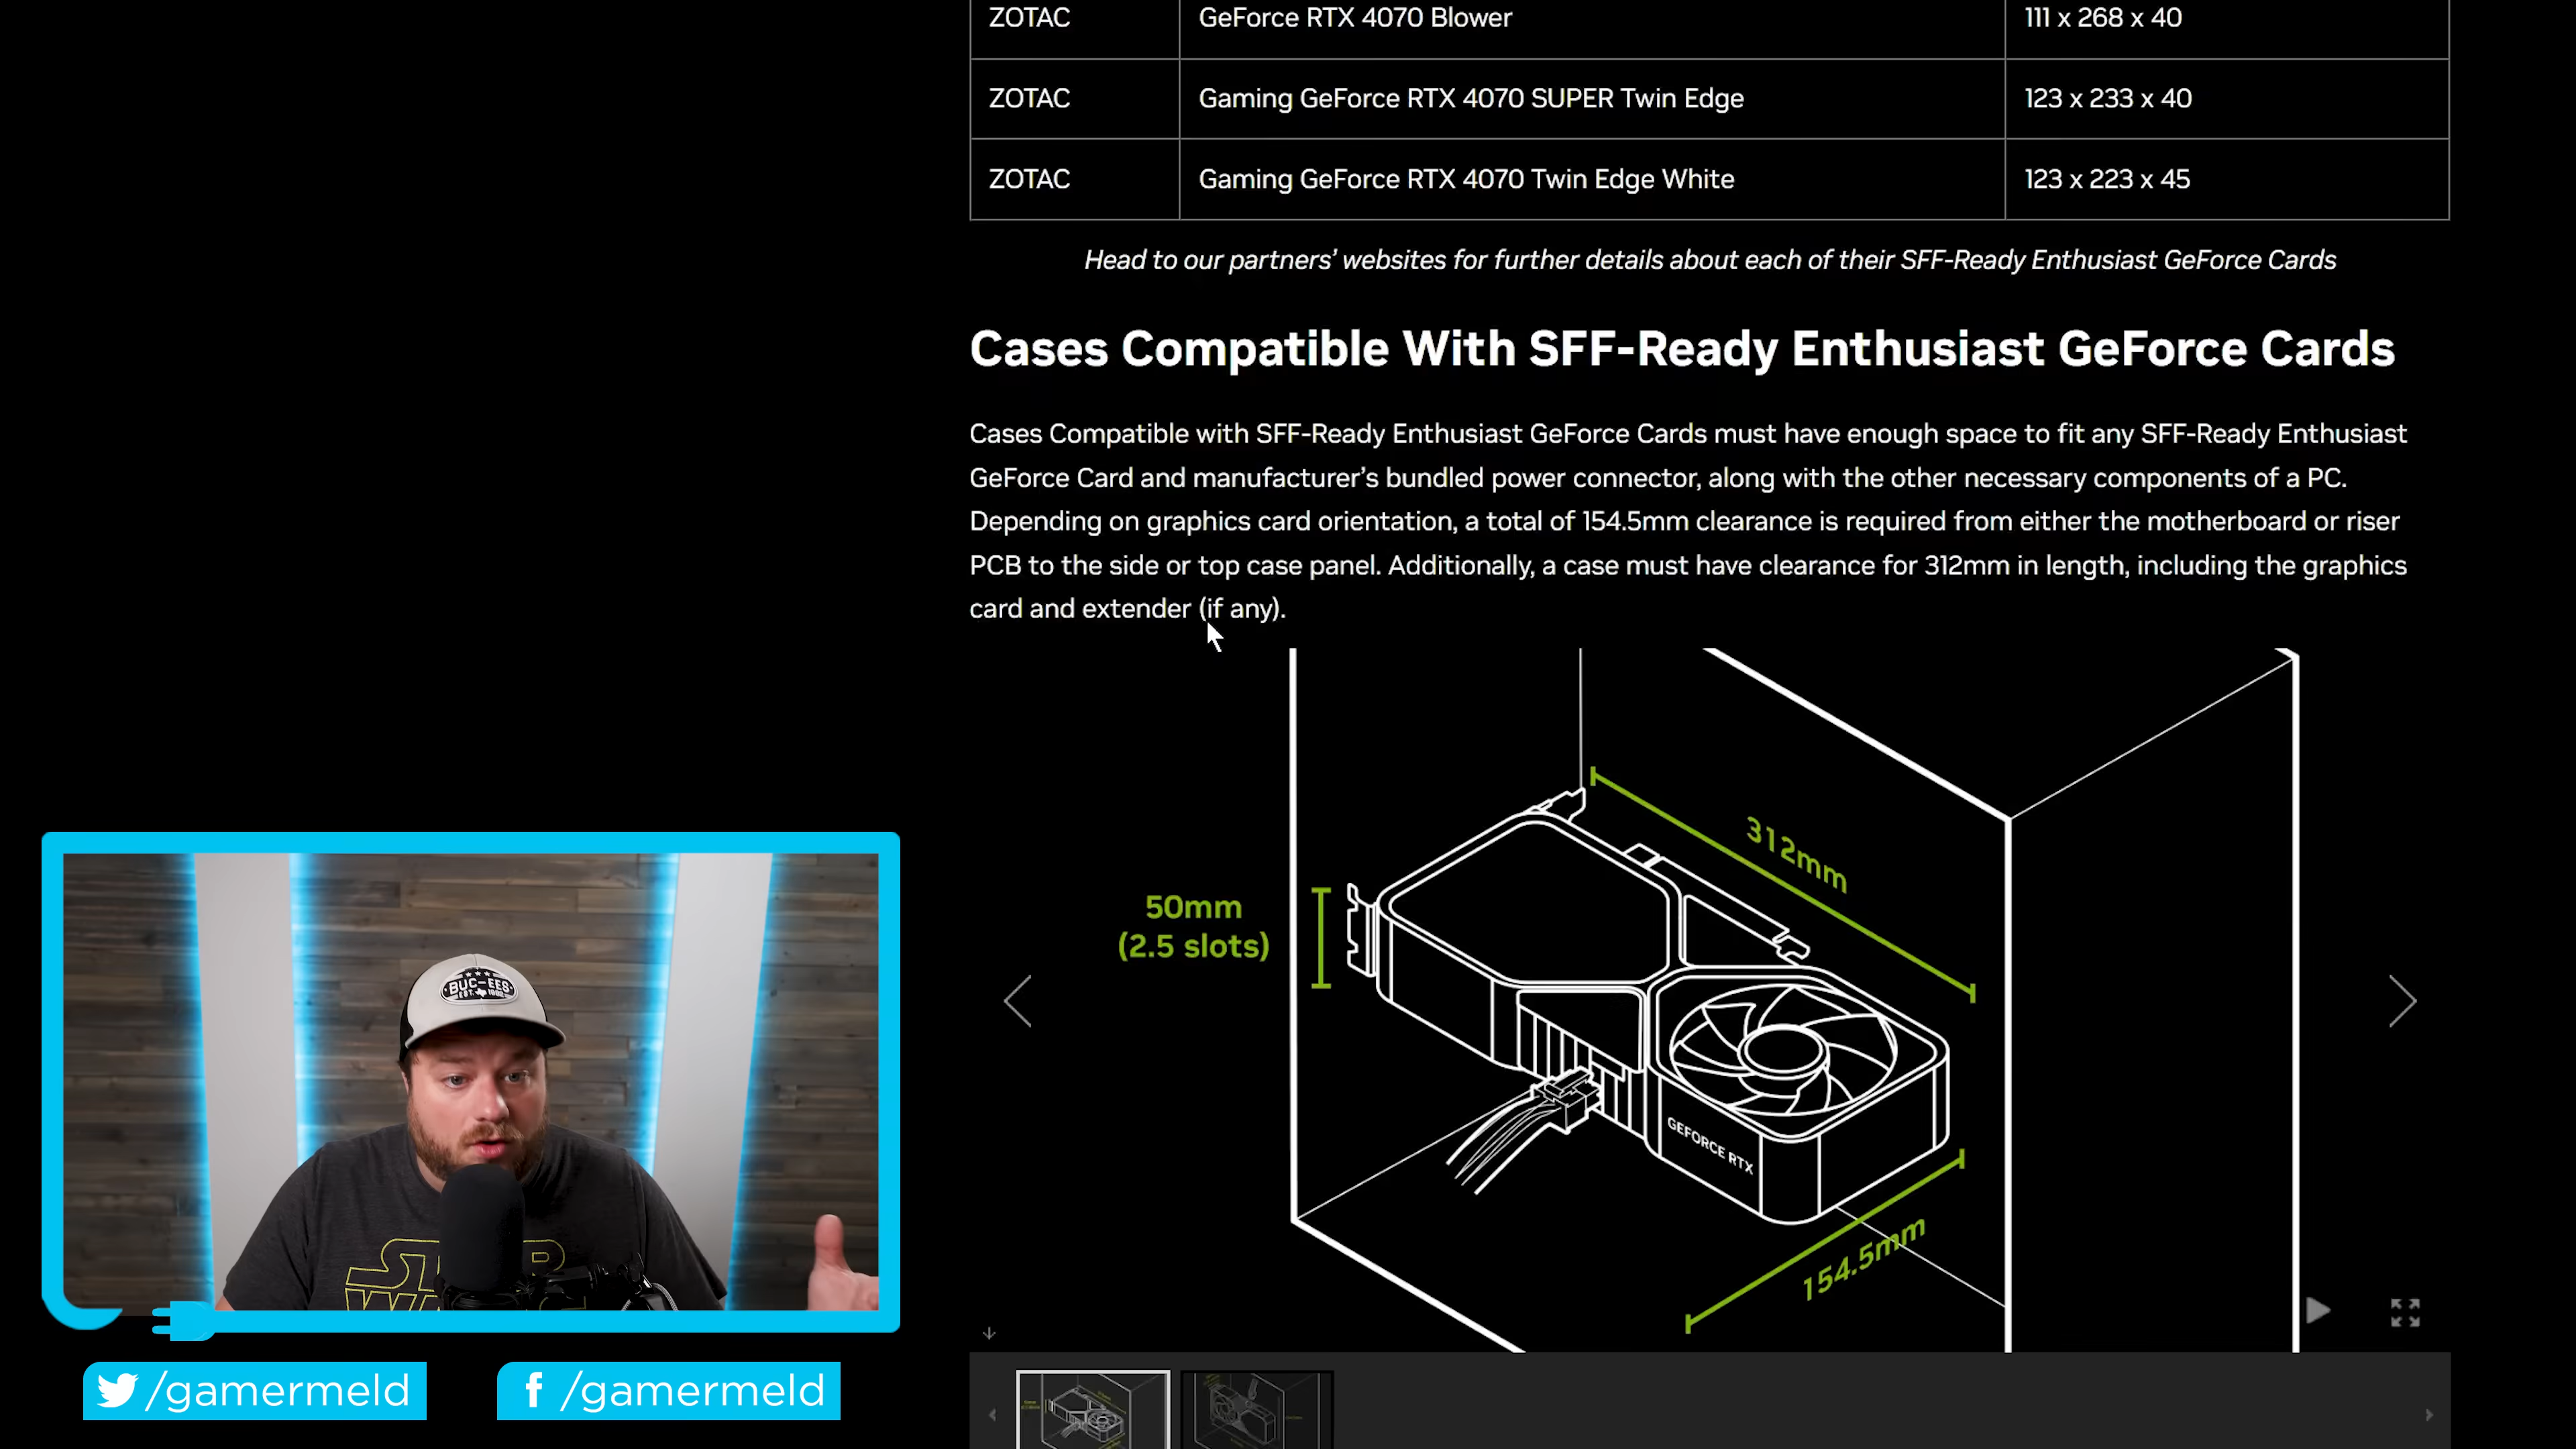 ZOTAC GeForce RTX 4070 Blower 111 x 268 x 40
ZOTAC Gaming GeForce RTX 4070 SUPER Twin Edge 123 x 233 x 40
ZOTAC Gaming GeForce RTX 4070 Twin Edge White 123 x 223 x 45
Head to our partners’ websites for further details about each of their SFF-Ready Enthusiast GeForce Cards
Cases Compatible With SFF-Ready Enthusiast GeForce Cards
Cases Compatible with SFF-Ready Enthusiast GeForce Cards must have enough space to fit any SFF-Ready Enthusiast
GeForce Card and manufacturer’s bundled power connector, along with the other necessary components of a PC.
Depending on graphics card orientation, a total of 154.5mm clearance is required from either the motherboard or riser
PCB to the side or top case panel. Additionally, a case must have clearance for 312mm in length, including the graphics
card and extender (if any).
312mm
50mm
(2.5 slots)
GEFORCE RTX
154.5mm
BUC-EE'S
/gamermeld
/gamermeld